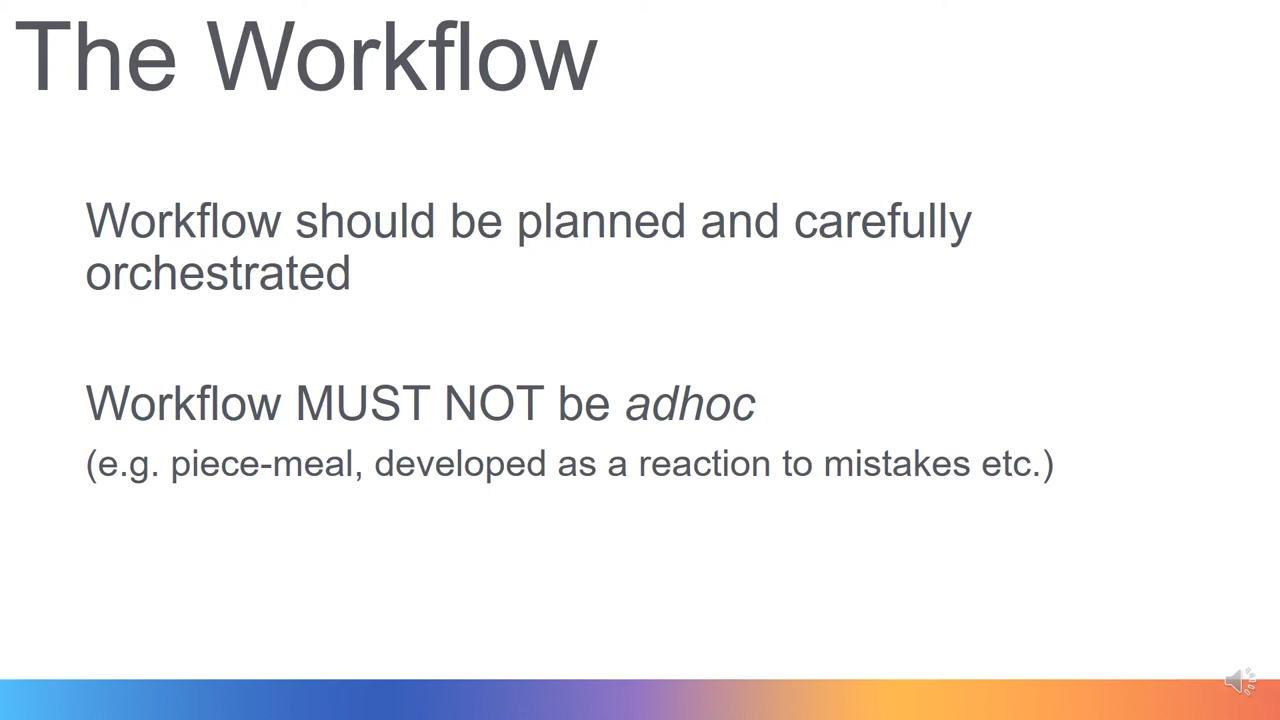 The Workflow
Workflow should be planned and carefully
orchestrated
Workflow MUST NOT be adhoc
(e.g. piece-meal, developed as a reaction to mistakes etc.)